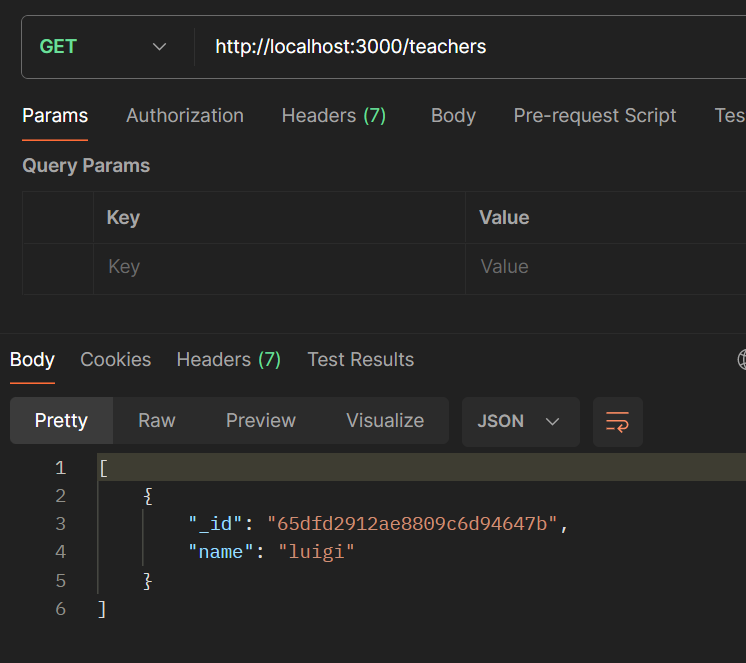 GET http://localhost:3000/teachers
Params Authorization Headers (7) Body Pre-request Script Tes
Query Params
Key Value
Key Value
Body Cookies Headers (7) Test Results
Pretty Raw Preview Visualize JSON
1 [
2 {
3 "_id": "65dfd2912ae8809c6d94647b",
4 "name": "luigi"
5 }
6 ]